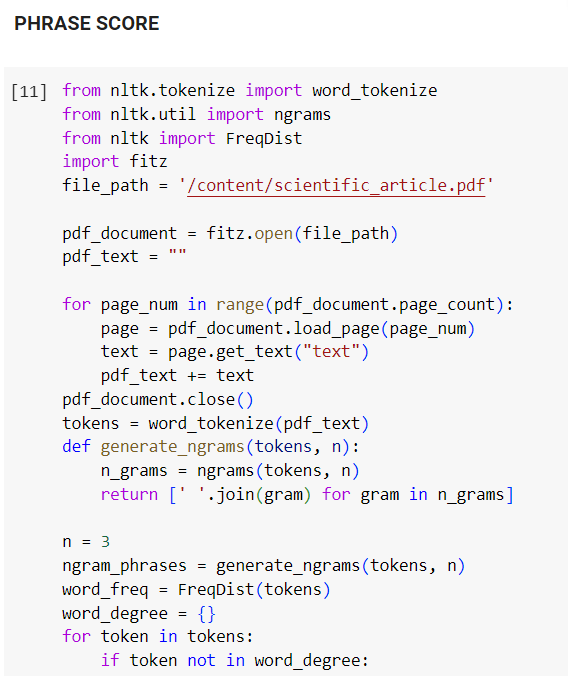 PHRASE SCORE
[11] from nltk.tokenize import word_tokenize
from nltk.util import ngrams
from nltk import FreqDist
import fitz
file_path = '/content/scientific_article.pdf'
pdf_document = fitz.open(file_path)
pdf_text = ""
for page_num in range(pdf_document.page_count):
    page = pdf_document.load_page(page_num)
    text = page.get_text("text")
    pdf_text += text
pdf_document.close()
tokens = word_tokenize(pdf_text)
def generate_ngrams(tokens, n):
    n_grams = ngrams(tokens, n)
    return [' '.join(gram) for gram in n_grams]
n = 3
ngram_phrases = generate_ngrams(tokens, n)
word_freq = FreqDist(tokens)
word_degree = {}
for token in tokens:
    if token not in word_degree: